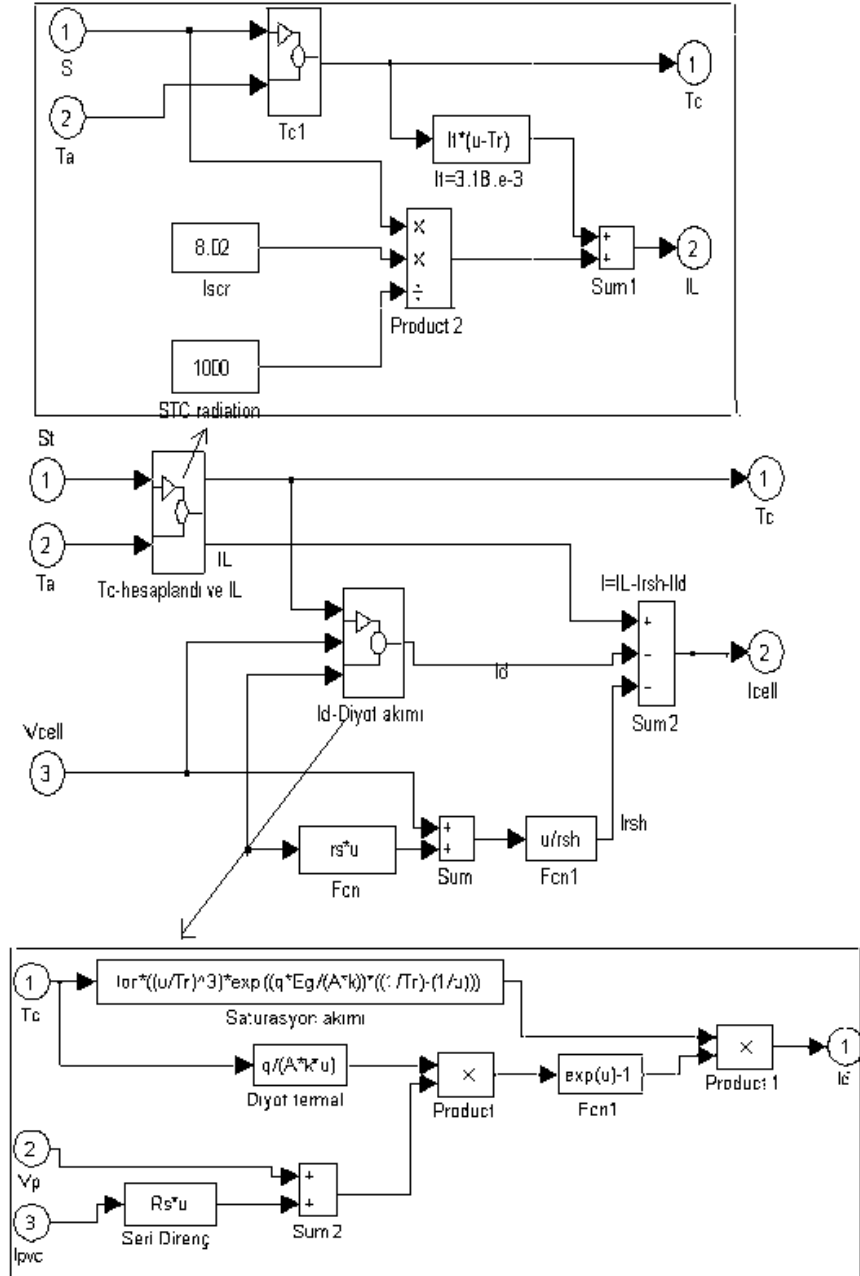 1
S
2
Ta
Tc1
1
Tc
It*(u-Tr)
It=3.18.e-3
8.02
Iscr
×
×
÷
Product 2
+
+
Sum1
2
IL
1000
STC radiation
St
1
2
Ta
IL
Tc-hesaplandı ve IL
1
Tc
I=IL-Irsh-IId
+
-
-
Sum2
2
Icell
Id
Id-Diyot akımı
Vcell
3
rs*u
Fcn
+
+
Sum
u/rsh
Fcn1
Irsh
1
Tc
Ior*((u/Tr)^3)*exp((q*Eg/(A*k))*((1/Tr)-(1/u)))
Saturasyon akımı
q/(A*k*u)
Diyot termal
×
Product
exp(u)-1
Fcn1
×
Product 1
1
Id
2
Vp
3
Ipvc
Rs*u
Seri Direnç
+
+
Sum2